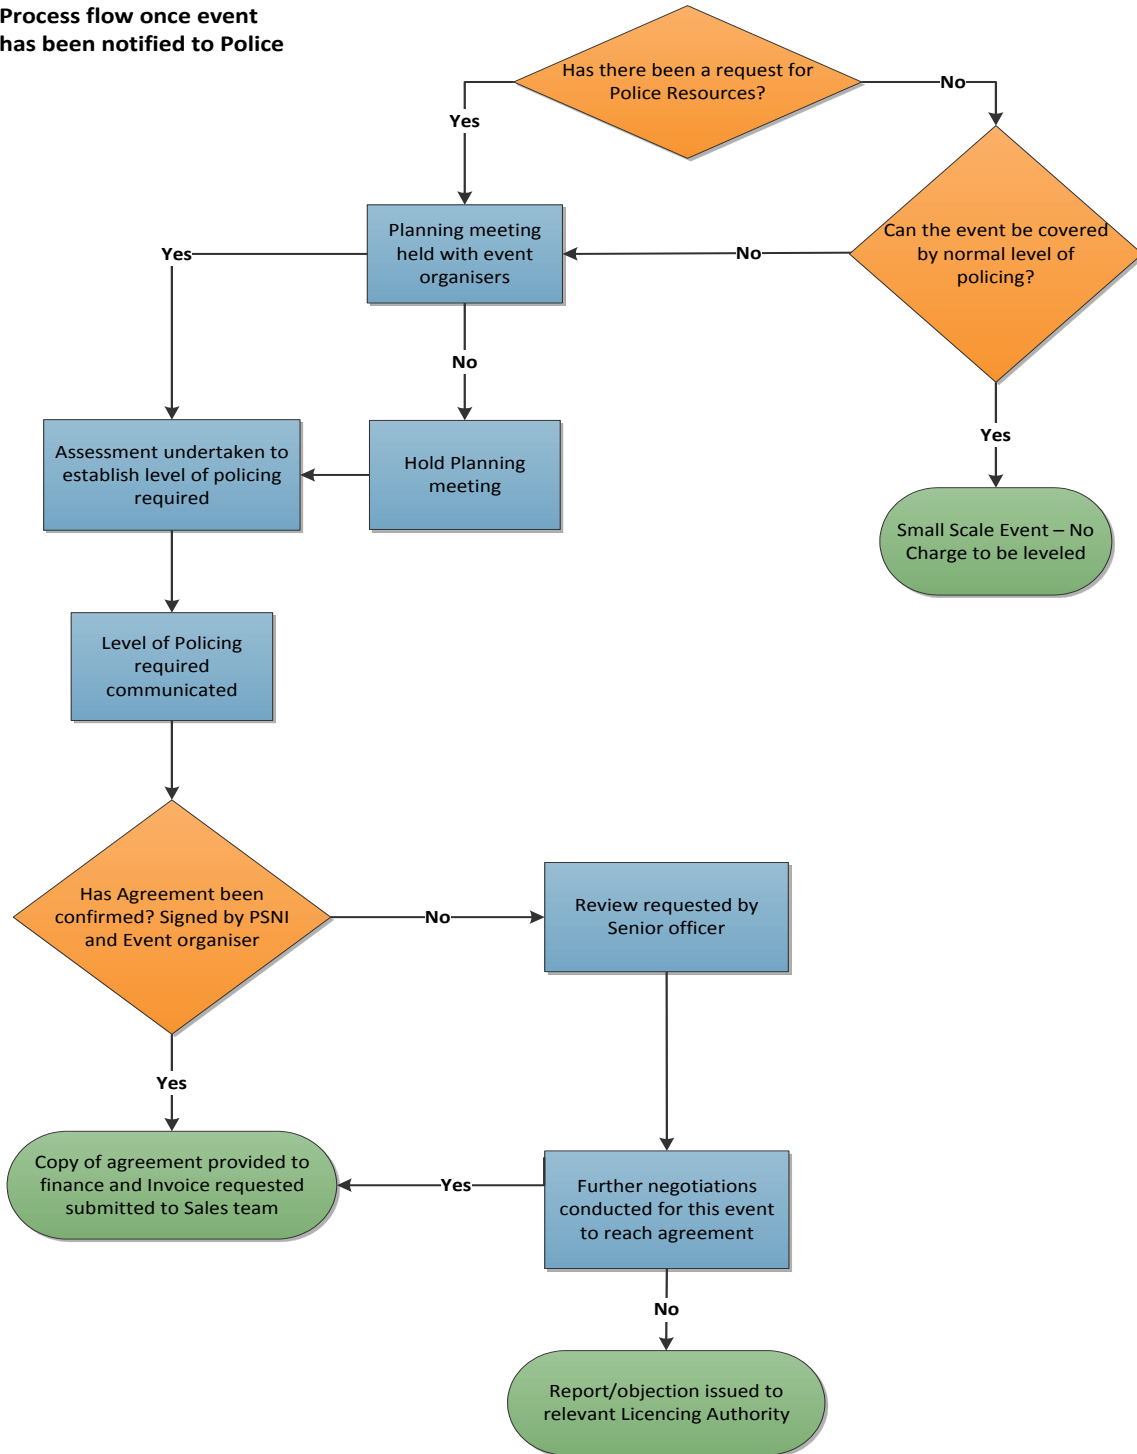 Process flow once event
has been notified to Police
Has there been a request for
Police Resources?
No
Yes
Planning meeting
held with event
organisers
Yes
No
Can the event be covered
by normal level of
policing?
No
Yes
Assessment undertaken to
establish level of policing
required
Hold Planning
meeting
Small Scale Event – No
Charge to be leveled
Level of Policing
required
communicated
Has Agreement been
confirmed? Signed by PSNI
and Event organiser
No
Review requested by
Senior officer
Yes
Copy of agreement provided to
finance and Invoice requested
submitted to Sales team
Yes
Further negotiations
conducted for this event
to reach agreement
No
Report/objection issued to
relevant Licencing Authority